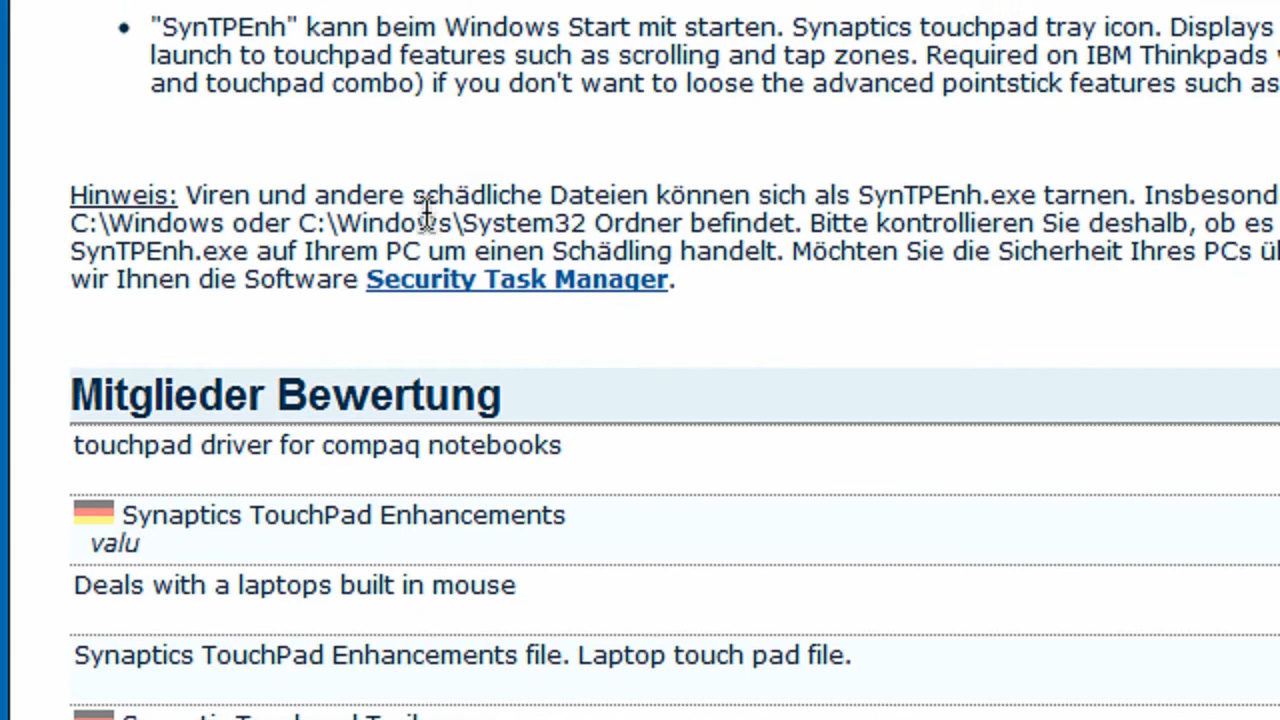 • "SynTPEnh" kann beim Windows Start mit starten. Synaptics touchpad tray icon. Displays
launch to touchpad features such as scrolling and tap zones. Required on IBM Thinkpads
and touchpad combo) if you don't want to loose the advanced pointstick features such as
Hinweis: Viren und andere schädliche Dateien können sich als SynTPEnh.exe tarnen. Insbesond
C:\Windows oder C:\Windows\System32 Ordner befindet. Bitte kontrollieren Sie deshalb, ob es
SynTPEnh.exe auf Ihrem PC um einen Schädling handelt. Möchten Sie die Sicherheit Ihres PCs
wir Ihnen die Software Security Task Manager.
Mitglieder Bewertung
touchpad driver for compaq notebooks
Synaptics TouchPad Enhancements
valu
Deals with a laptops built in mouse
Synaptics TouchPad Enhancements file. Laptop touch pad file.